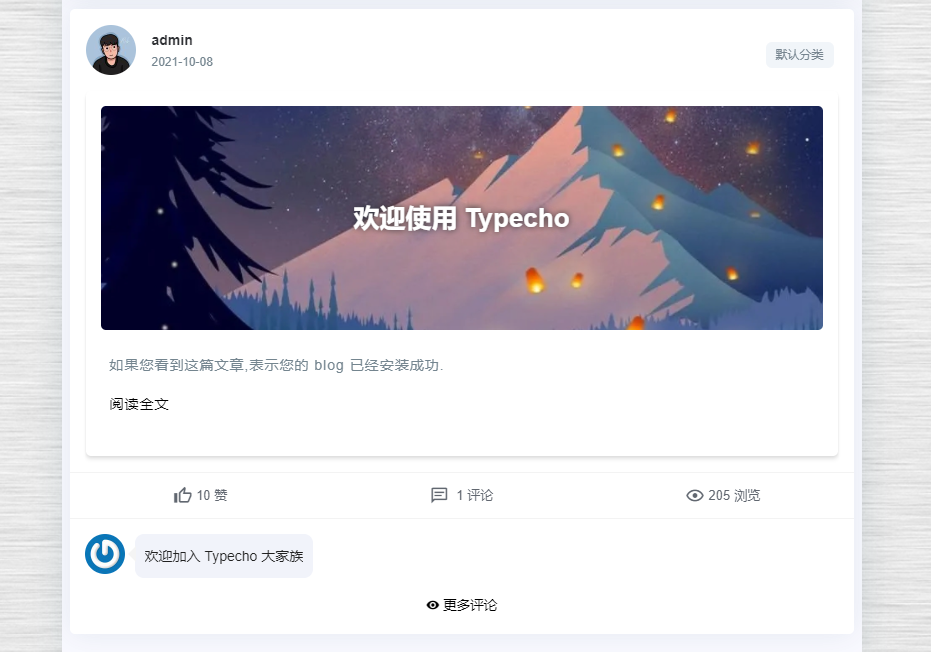 admin
2021-10-08
默认分类
欢迎使用 Typecho
如果您看到这篇文章,表示您的 blog 已经安装成功.
阅读全文
10 赞
1 评论
205 浏览
欢迎加入 Typecho 大家族
更多评论